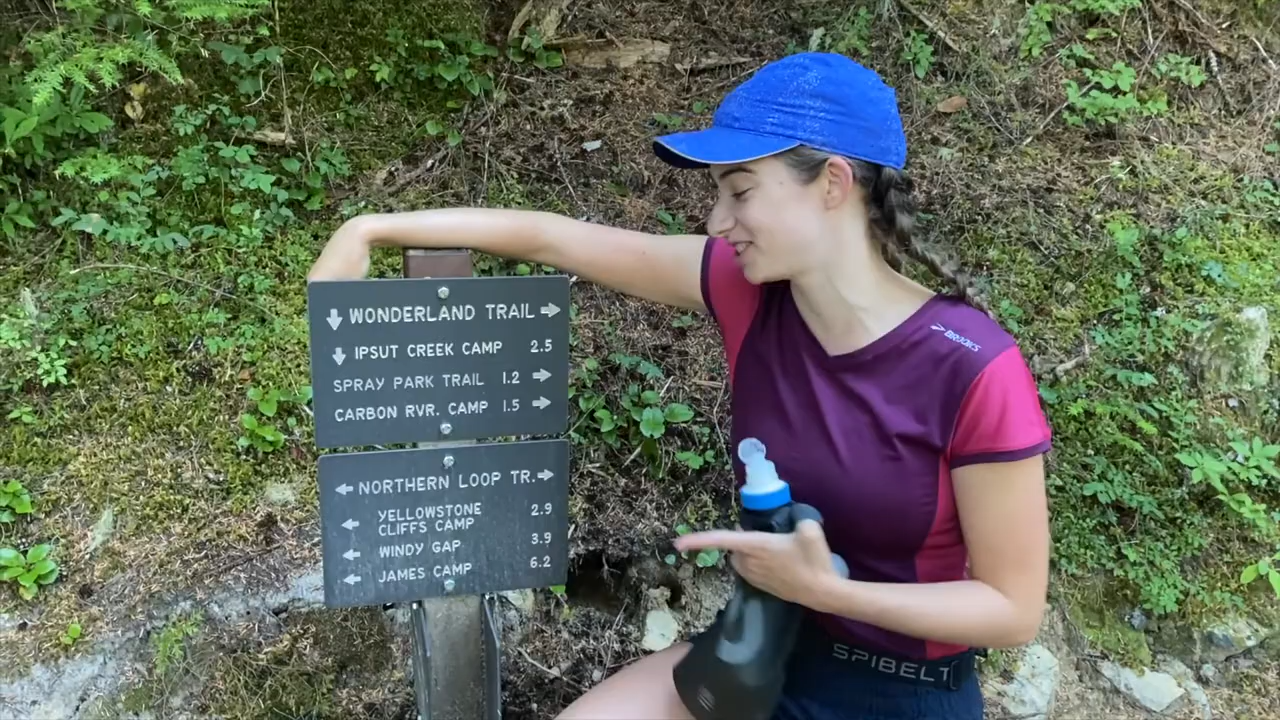 ↓ WONDERLAND TRAIL →
↓ IPSUT CREEK CAMP 2.5
SPRAY PARK TRAIL 1.2 →
CARBON RVR. CAMP 1.5 →
← NORTHERN LOOP TR. →
← YELLOWSTONE 2.9
CLIFFS CAMP
← WINDY GAP 3.9
← JAMES CAMP 6.2
BROOKS
SPIBELT